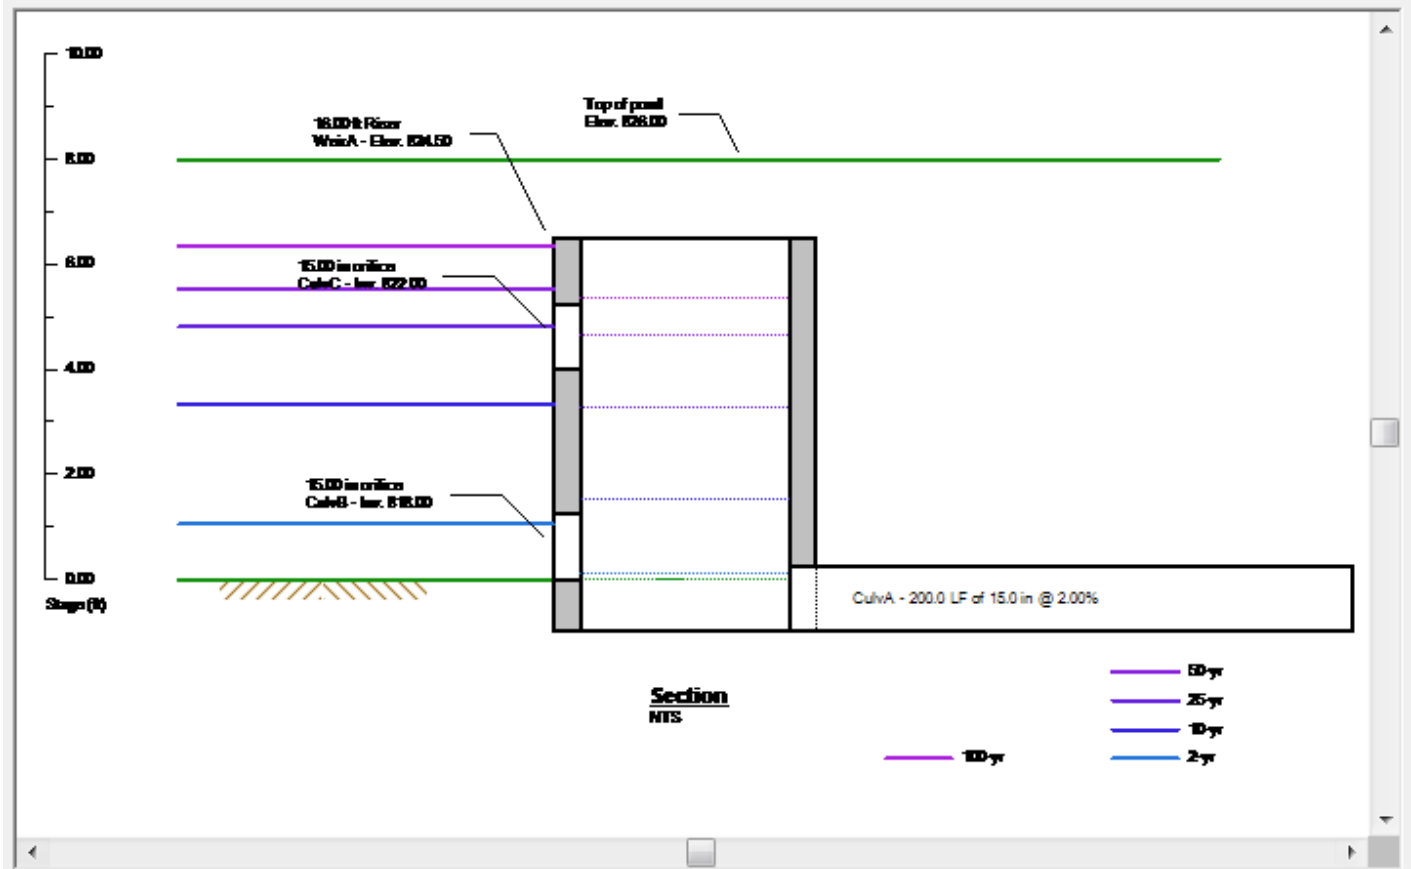 10.00
Top of pond
Elev. 826.00
16.00 ft Riser
WeirA - Elev. 824.50
8.00
6.00
15.00 in orifice
CulvC - Inv. 822.00
4.00
2.00
15.00 in orifice
CulvB - Inv. 818.00
0.00
Stage (ft)
CulvA - 200.0 LF of 15.0 in @ 2.00%
Section
NTS
50-yr
25-yr
10-yr
100-yr
2-yr